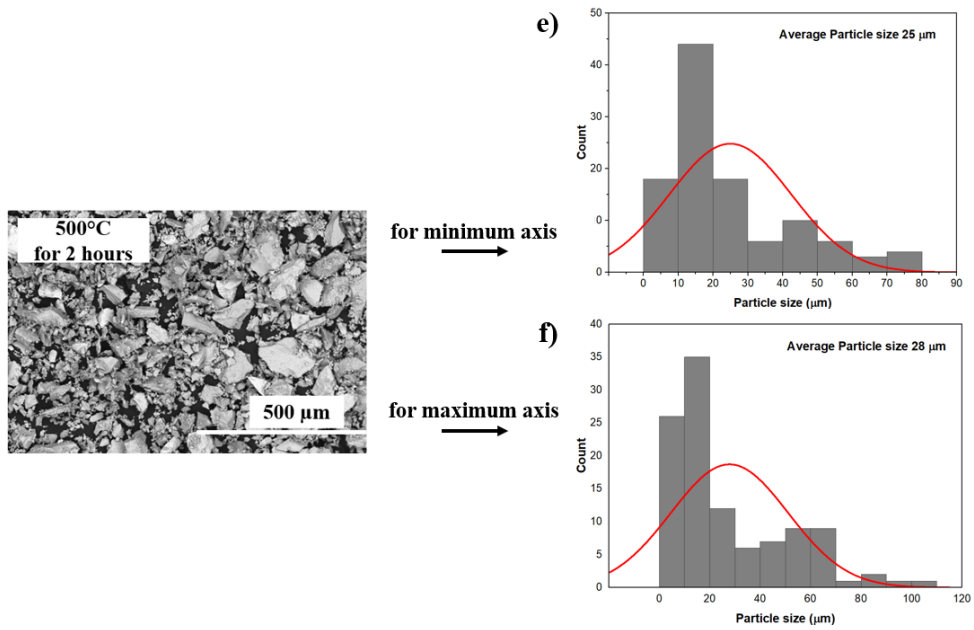 500°C
for 2 hours
500 µm
for minimum axis
for maximum axis
e)
Average Particle size 25 µm
50
40
30
20
0
0
Count
0 10 20 30 40 50 60 70 80 90
Particle size (µm)
f)
Average Particle size 28 µm
40
35
30
25
20
15
10
5
0
Count
0 20 40 60 80 100 120
Particle size (µm)